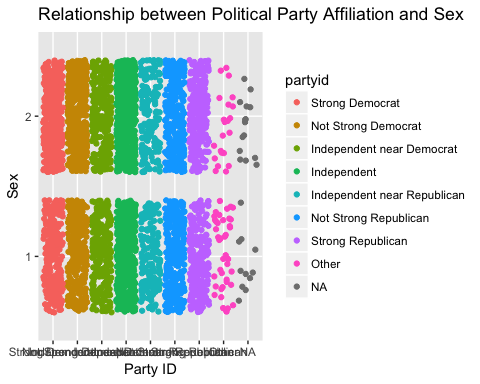 Relationship between Political Party Affiliation and Sex
2
1
Sex
NA
Party ID
partyid
Strong Democrat
Not Strong Democrat
Independent near Democrat
Independent
Independent near Republican
Not Strong Republican
Strong Republican
Other
NA